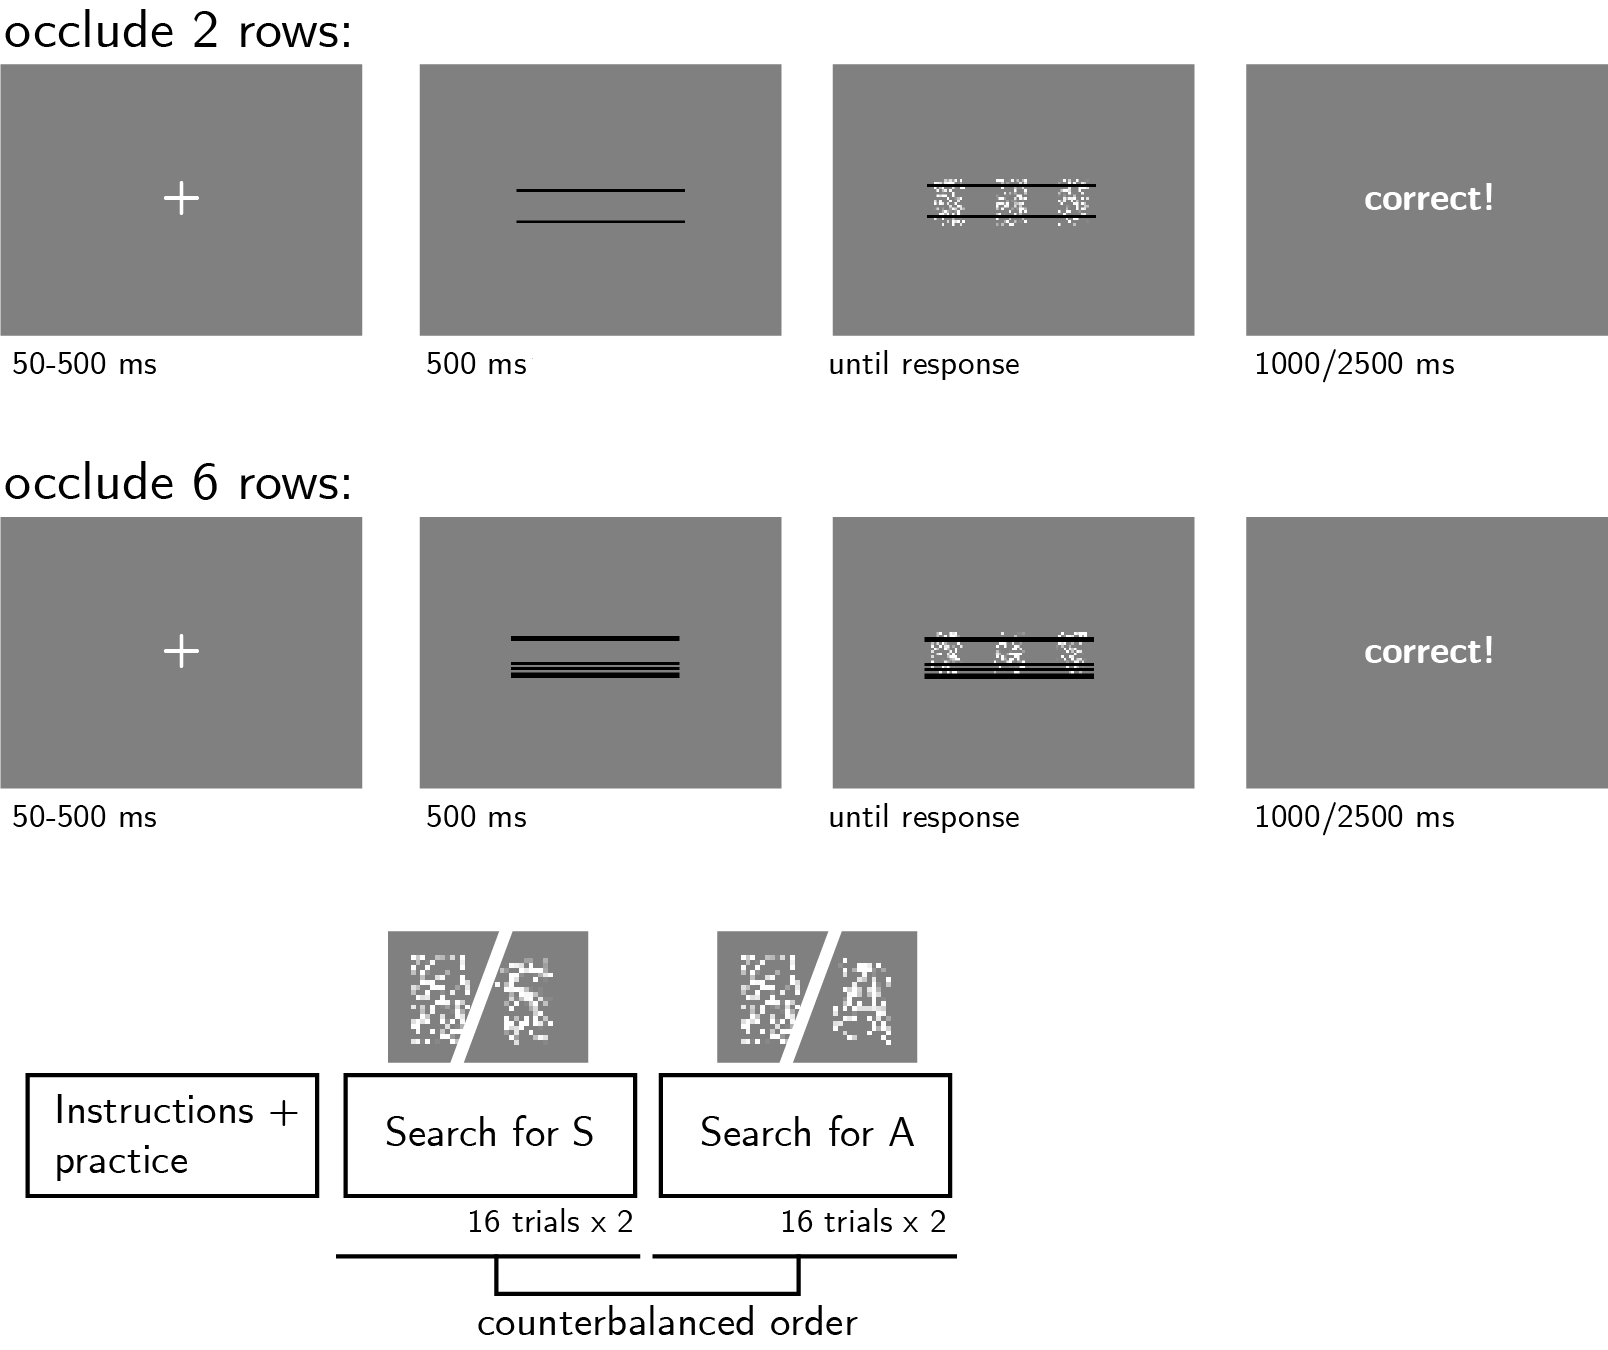 occlude 2 rows:
correct!
50-500 ms
500 ms
until response
1000/2500 ms
occlude 6 rows:
correct!
50-500 ms
500 ms
until response
1000/2500 ms
S
A
Instructions +
practice
Search for S
Search for A
16 trials x 2
16 trials x 2
counterbalanced order